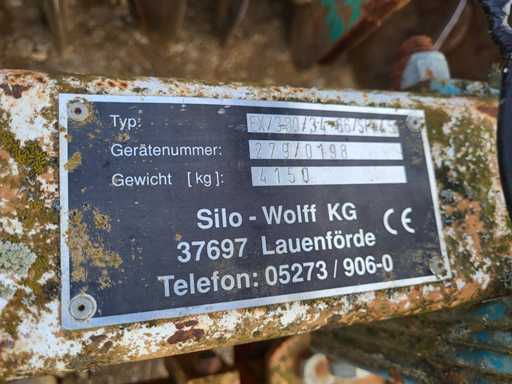 Typ:
Gerätenummer: 279/0198
Gewicht [kg]: 4150
Silo - Wolff KG
37697 Lauenförde
Telefon: 05273 / 906-0
CE